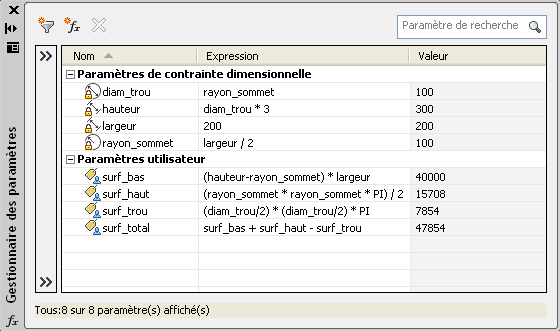 Paramètre de recherche
Nom Expression Valeur
Paramètres de contrainte dimensionnelle
diam_trou rayon_sommet 100
hauteur diam_trou * 3 300
largeur 200 200
rayon_sommet largeur / 2 100
Paramètres utilisateur
surf_bas (hauteur-rayon_sommet) * largeur 40000
surf_haut (rayon_sommet * rayon_sommet * PI) / 2 15708
surf_trou (diam_trou/2) * (diam_trou/2) * PI 7854
surf_total surf_bas + surf_haut - surf_trou 47854
Tous:8 sur 8 paramètre(s) affiché(s)
Gestionnaire des paramètres
fx